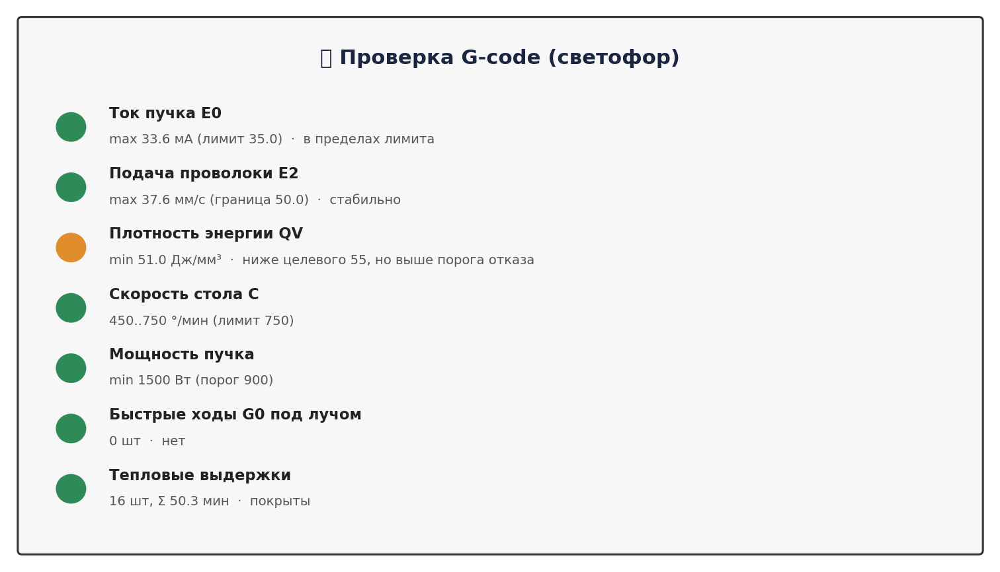 Проверка G-code (светофор)
Ток пучка E0
max 33.6 мА (лимит 35.0)  ·  в пределах лимита
Подача проволоки E2
max 37.6 мм/с (граница 50.0)  ·  стабильно
Плотность энергии QV
min 51.0 Дж/мм³  ·  ниже целевого 55, но выше порога отказа
Скорость стола C
450..750 °/мин (лимит 750)
Мощность пучка
min 1500 Вт (порог 900)
Быстрые ходы G0 под лучом
0 шт  ·  нет
Тепловые выдержки
16 шт, Σ 50.3 мин  ·  покрыты